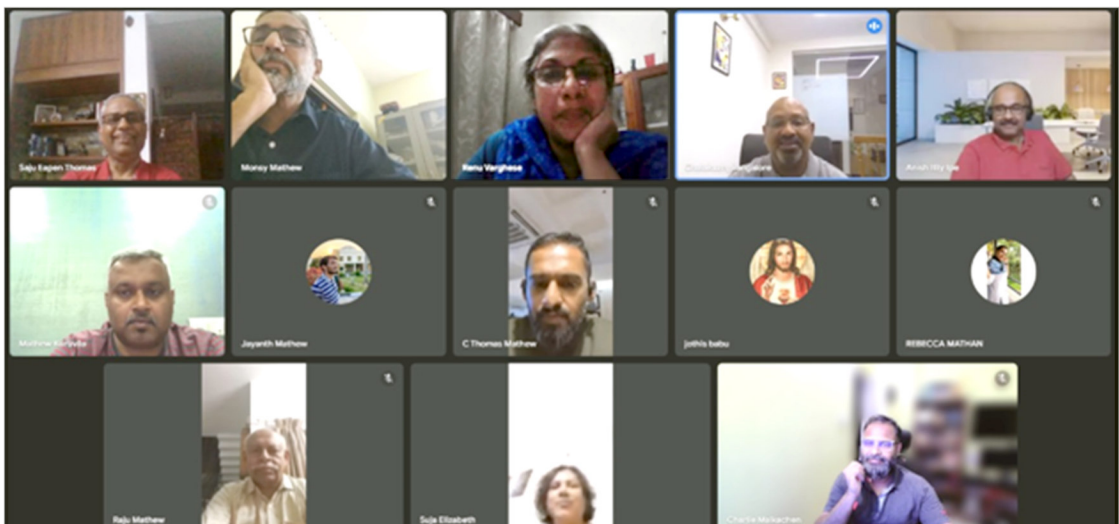 Saju Eapen Thomas
Monsy Mathew
Renu Varghese
Mathew
Jayanth Mathew
C Thomas Mathew
jothis babu
REBECCA MATHAN
Raju Mathew
Suja Elizabeth